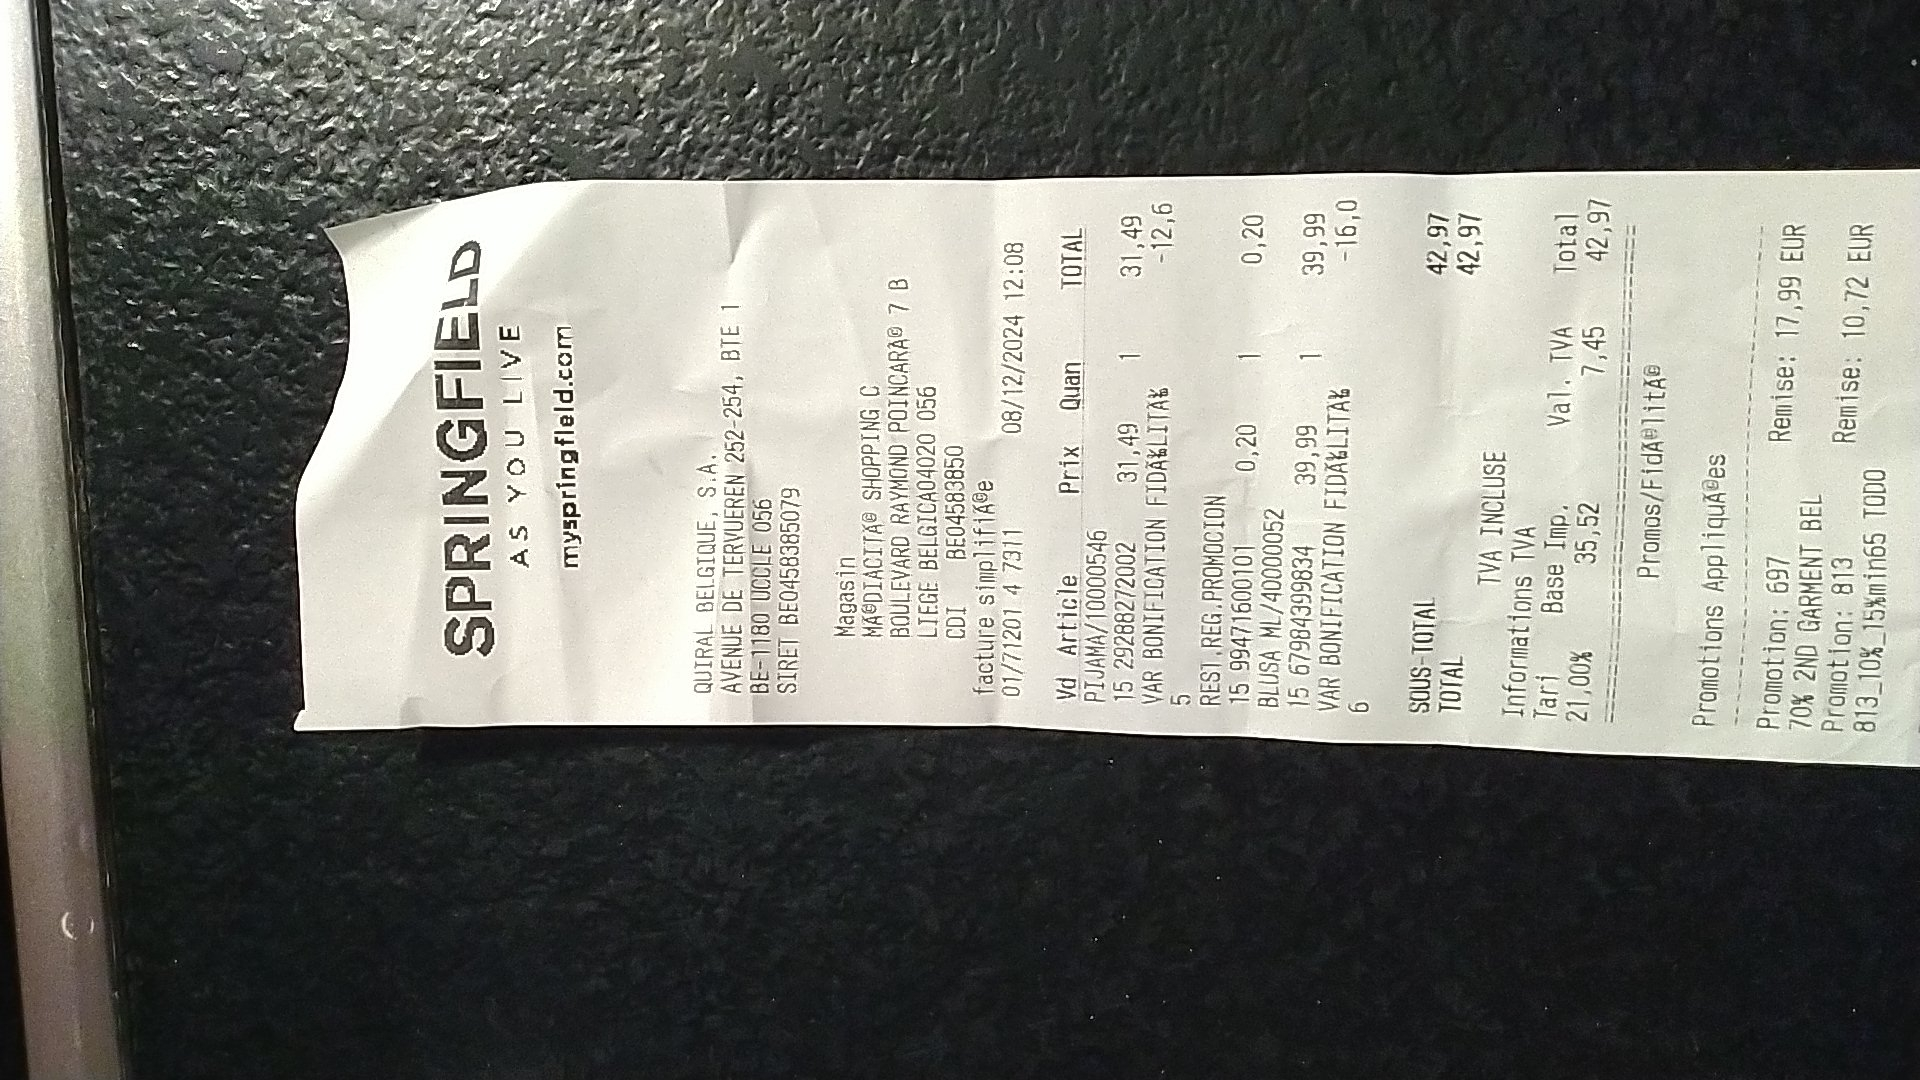 SPRINGFIELD
AS YOU LIVE
myspringfield.com
QUIRAL BELGIQUE, S.A.
AVENUE DE TERVUEREN 252-254, BTE 1
BE-1180 UCCLE 056
SIRET BE0458385079
Magasin
MÃ©DIACITÃ© SHOPPING C
BOULEVARD RAYMOND POINCARÃ© 7 B
LIEGE BELGICA04020 056
CDI BE04583850
facture simplifiÃ©e
01/71201 4 7311 08/12/2024 12:08
Vd Article Prix Quan TOTAL
PIJAMA/10000546
15 29288272002 31,49 1 31,49
VAR BONIFICATION FIDÃ‰LITÃ‰ -12,6
5
REST.REG.PROMOCION
15 99471600101 0,20 1 0,20
BLUSA ML/40000052
15 67984399834 39,99 1 39,99
VAR BONIFICATION FIDÃ‰LITÃ‰ -16,0
6
SOUS-TOTAL 42,97
TOTAL 42,97
TVA INCLUSE
Informations TVA
Tari Base Imp. Val. TVA Total
21,00% 35,52 7,45 42,97
Promos/FidÃ©litÃ©
Promotions AppliquÃ©es
Promotion: 697 Remise: 17,99 EUR
70% 2ND GARMENT BEL
Promotion: 813 Remise: 10,72 EUR
813_10%_15%min65 TODO